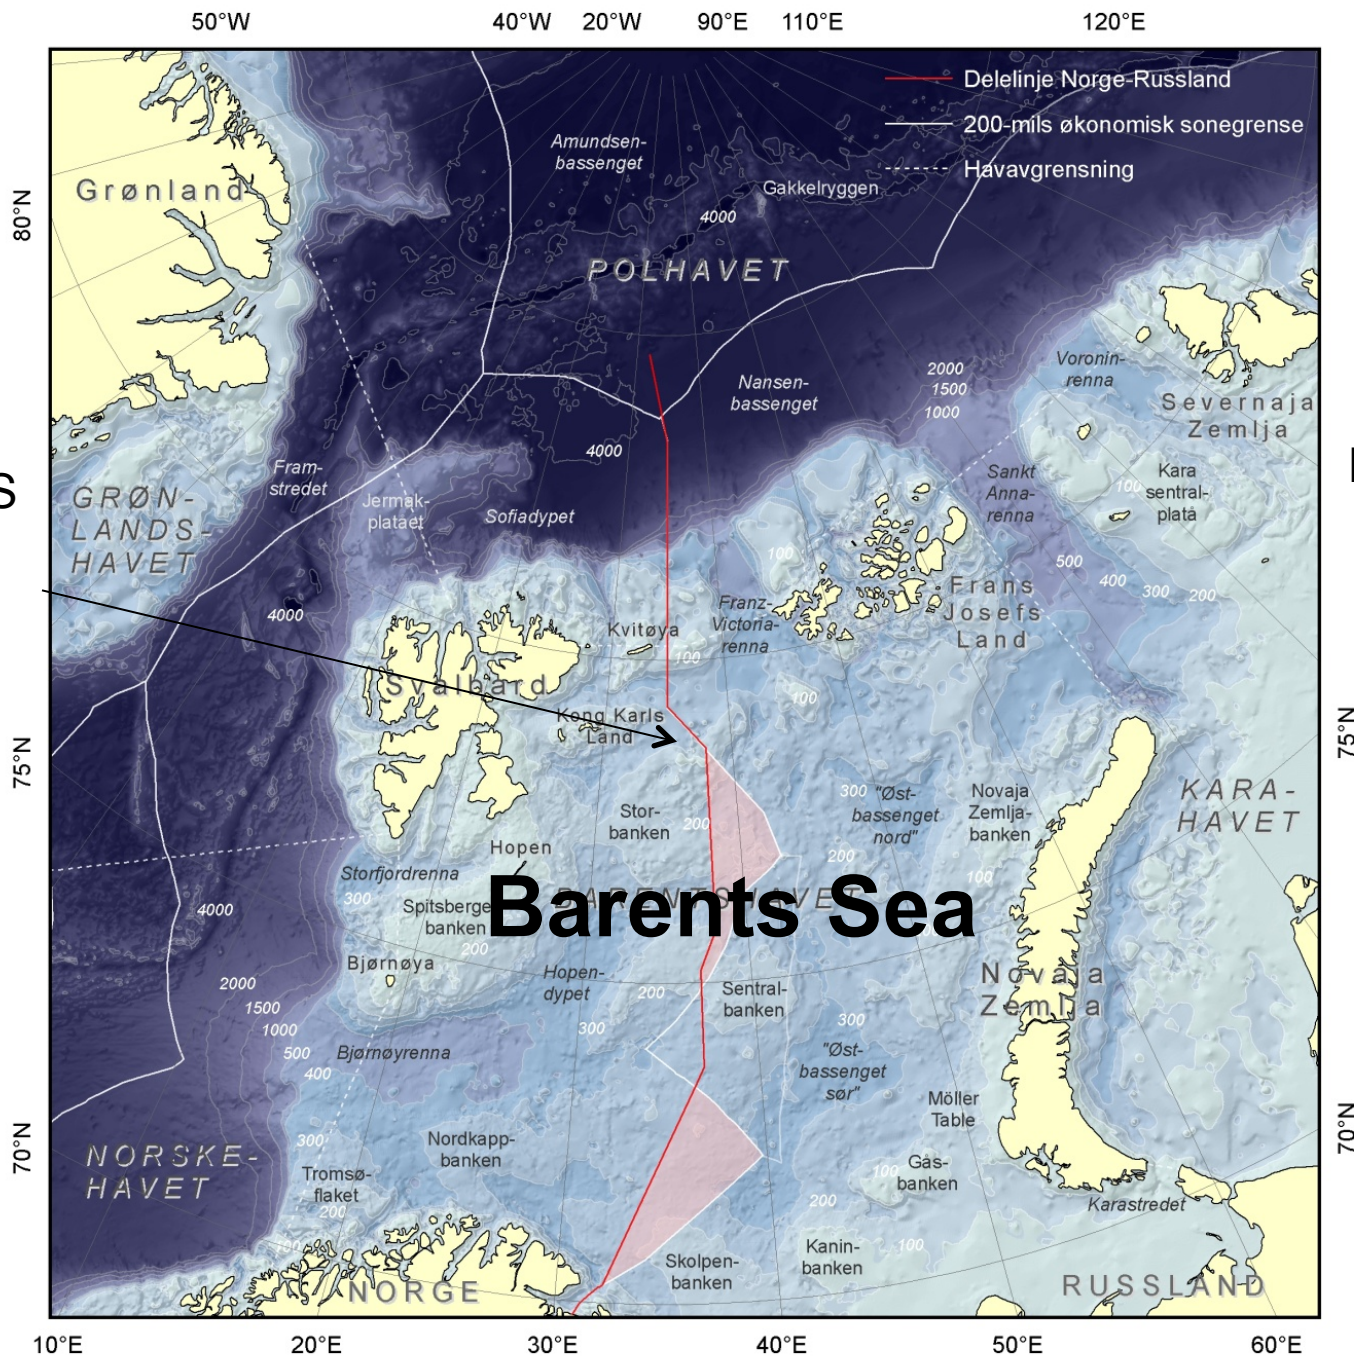 50°W 40°W 20°W 90°E 110°E 120°E
Delelinje Norge-Russland
200-mils økonomisk sonegrense
Havavgrensning
Amundsen-
bassenget
Gakkelryggen
4000
POLHAVET
Grønland
80°N
Nansen-
bassenget
2000
1500
1000
Voronin-
renna
Severnaja
Zemlja
4000
Fram-
stredet
Jermak-
platået
Sofiadypet
GRØN-
LANDS-
HAVET
S
Sankt
Anna-
renna
Kara
sentral-
platå
100
500
400
300
200
100
Frans
Josefs
Land
Franz-
Victoria-
renna
4000
Kvitøya
100
Svalbard
100
Kong Karls
Land
75°N
75°N
Stor-
banken
200
300
"Øst-
bassenget
nord"
Novaja
Zemlja-
banken
KARA-
HAVET
Hopen
200
100
Storfjordrenna
300
BARENTSHAVET
Barents Sea
4000
Spitsbergen
banken
200
Bjørnøya
Hopen-
dypet
200
300
Sentral-
banken
Novaja
Zemlja
300
2000
1500
1000
500
400
Bjørnøyrenna
"Øst-
bassenget
sør"
Möller
Table
70°N
70°N
NORSKE-
HAVET
300
Nordkapp-
banken
Tromsø-
flaket
200
100
100
Gås-
banken
200
Karastredet
Skolpen-
banken
Kanin-
banken
100
NORGE
RUSSLAND
10°E 20°E 30°E 40°E 50°E 60°E